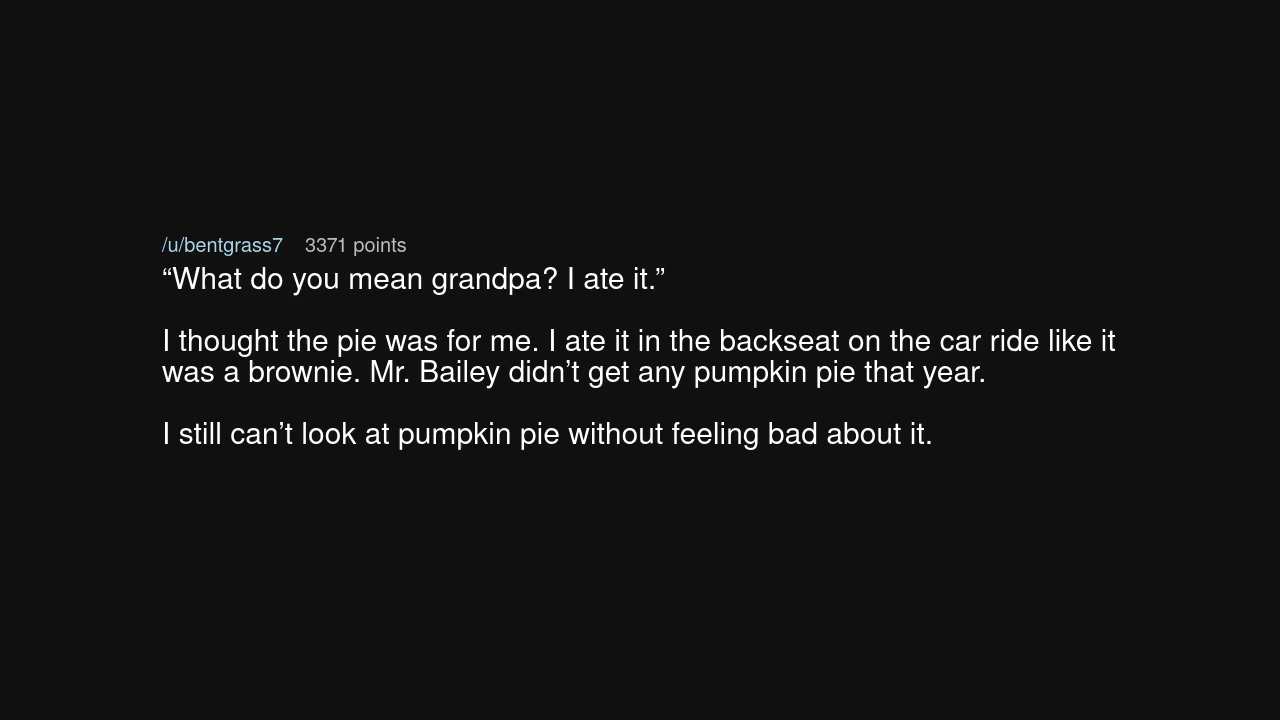 /u/bentgrass7 3371 points
“What do you mean grandpa? I ate it.”
I thought the pie was for me. I ate it in the backseat on the car ride like it
was a brownie. Mr. Bailey didn’t get any pumpkin pie that year.
I still can’t look at pumpkin pie without feeling bad about it.